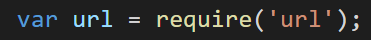 var url = require('url');